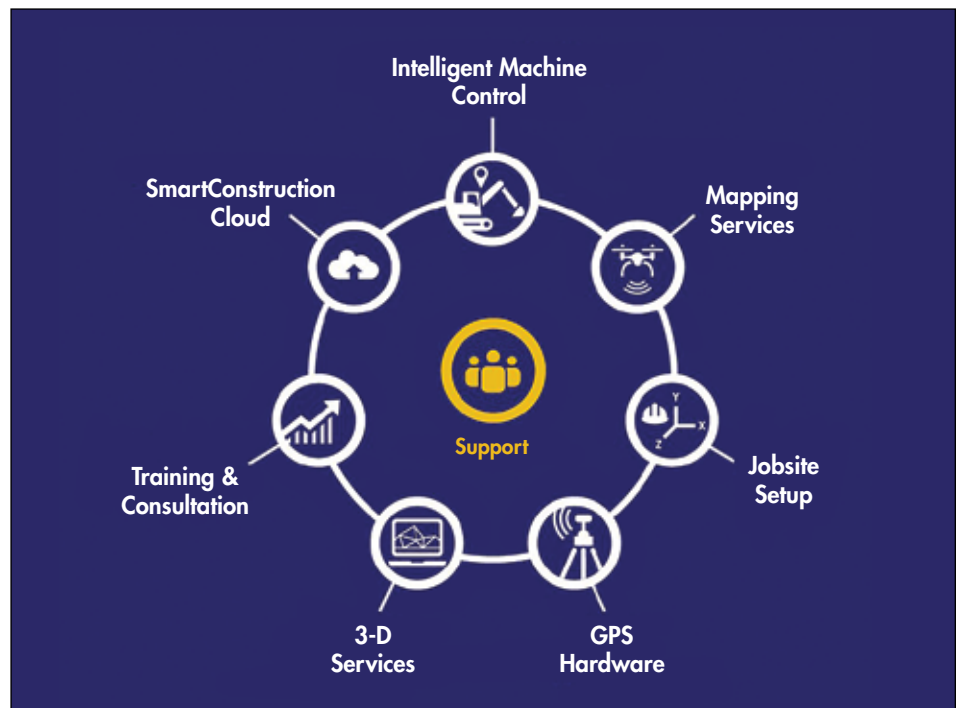 Intelligent Machine
Control
SmartConstruction
Cloud
Mapping
Services
Y
X
Z
Support
Training &
Consultation
Jobsite
Setup
3-D
Services
GPS
Hardware